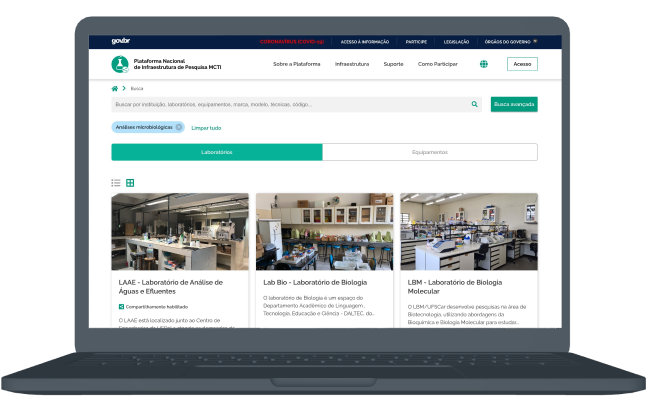 gov.br
CORONAVÍRUS (COVID-19)
ACESSO À INFORMAÇÃO
PARTICIPE
LEGISLAÇÃO
ÓRGÃOS DO GOVERNO
Plataforma Nacional
de Infraestrutura de Pesquisa MCTI
Sobre a Plataforma
Infraestrutura
Suporte
Como Participar
Acesso
Buscar
Buscar por instituição, laboratórios, equipamentos, marca, modelo, técnicas, código...
Busca avançada
Análises microbiológicas
Limpar tudo
Laboratórios
Equipamentos
LAAE - Laboratório de Análise de
Águas e Efluentes
Compartilhamento habilitado
O LAAE está localizado junto ao Centro de
Lab Bio - Laboratório de Biologia
O laboratório de Biologia é um espaço do
Departamento Acadêmico de Linguagem,
Tecnologia, Educação e Ciência - DALTEC, do...
LBM - Laboratório de Biologia
Molecular
O LBM/UFSCar desenvolve pesquisas na área de
Biotecnologia, utilizando abordagens da
Bioquímica e Biologia Molecular para estudar...